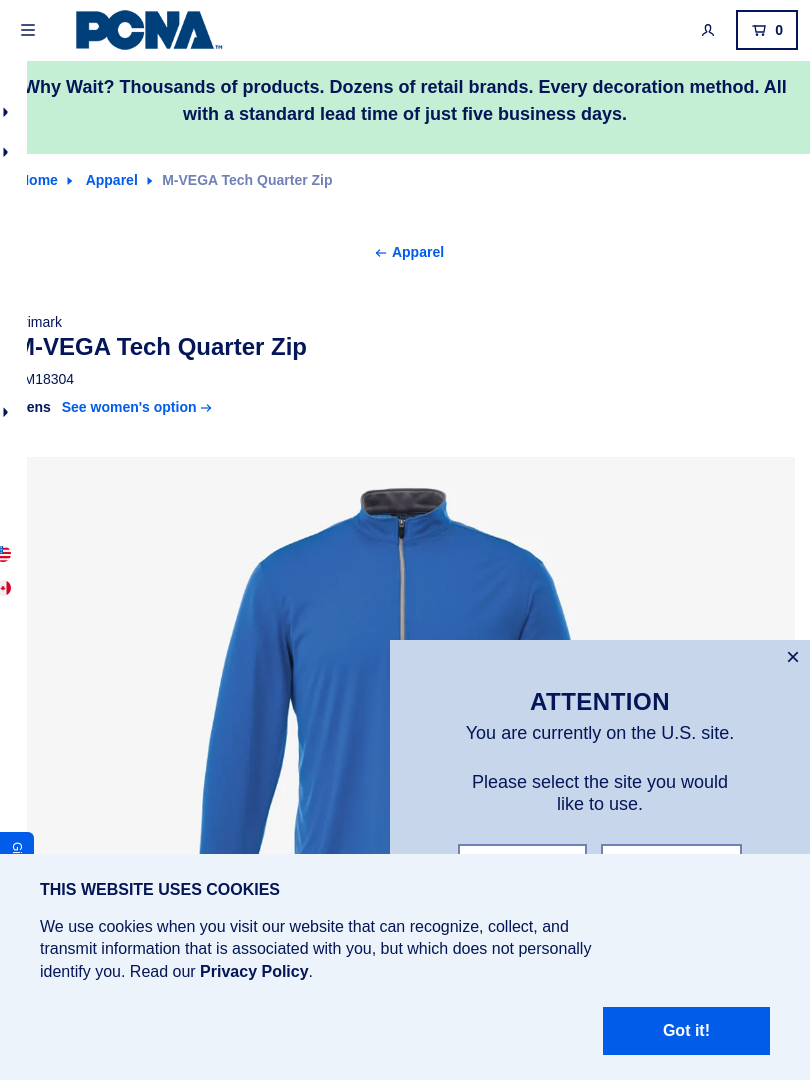 PCNA™
0
Why Wait? Thousands of products. Dozens of retail brands. Every decoration method. All
with a standard lead time of just five business days.
Apparel
M-VEGA Tech Quarter Zip
← Apparel
M-VEGA Tech Quarter Zip
M18304
See women's option →
ATTENTION
You are currently on the U.S. site.
Please select the site you would
like to use.
THIS WEBSITE USES COOKIES
We use cookies when you visit our website that can recognize, collect, and
transmit information that is associated with you, but which does not personally
identify you. Read our Privacy Policy.
Got it!